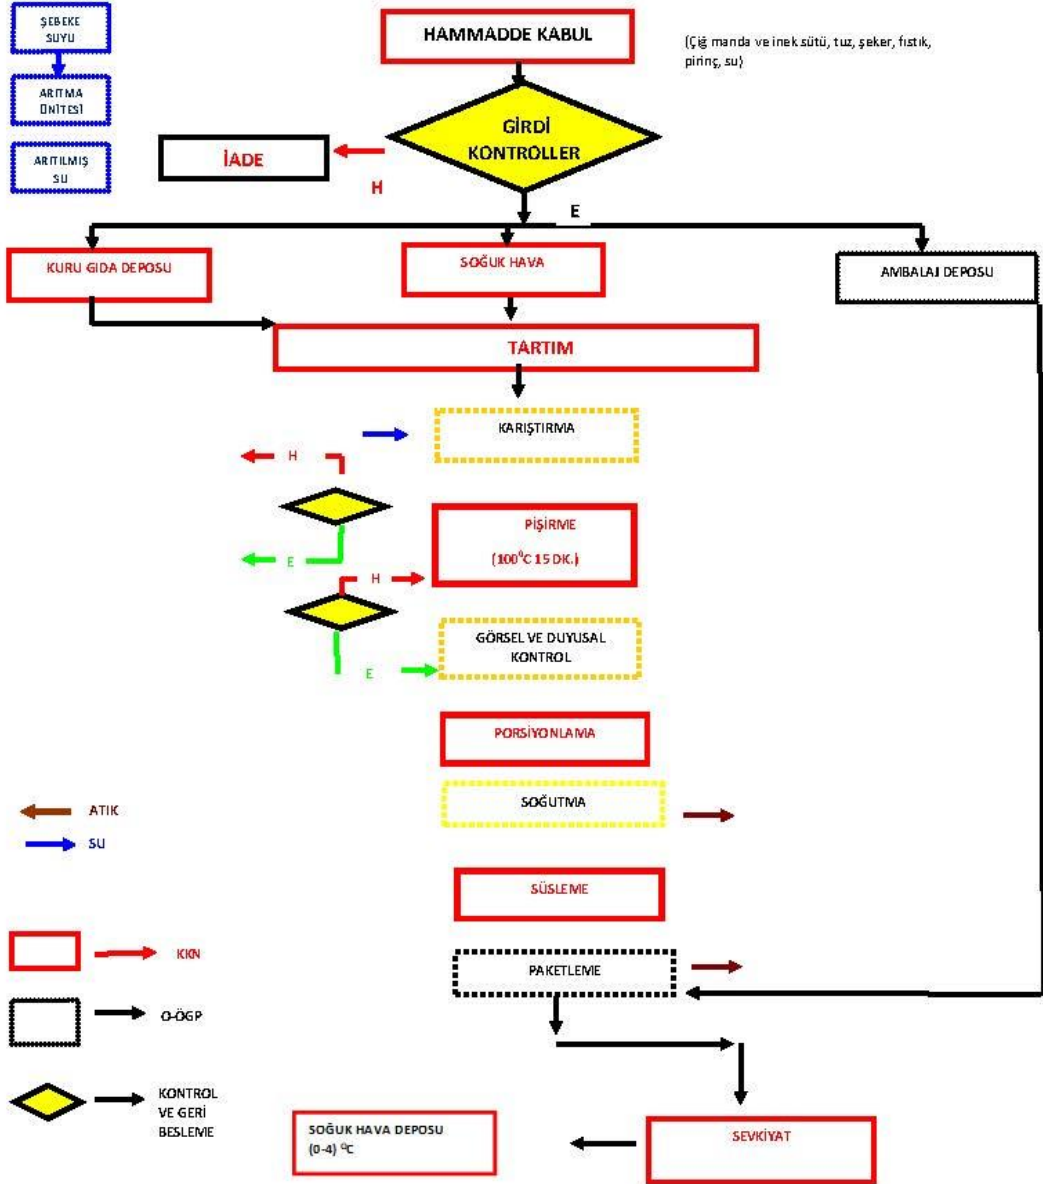 ŞEBEKE
SUYU
ARITMA
ÜNİTESİ
ARITILMIŞ
SU
HAMMADDE KABUL
(Çiğ manda ve inek sütü, tuz, şeker, fıstık,
pirinç, su)
GİRDİ
KONTROLLER
İADE
H
E
KURU GIDA DEPOSU
SOĞUK HAVA
AMBALAJ DEPOSU
TARTIM
KARIŞTIRMA
H
PİŞİRME
(100⁰C 15 DK.)
E
H
GÖRSEL VE DUYUSAL
KONTROL
E
PORSİYONLAMA
SOĞUTMA
ATIK
SU
SÜSLEME
KKN
PAKETLEME
O-ÖGP
KONTROL
VE GERİ
BESLEME
SOĞUK HAVA DEPOSU
(0-4) ⁰C
SEVKİYAT